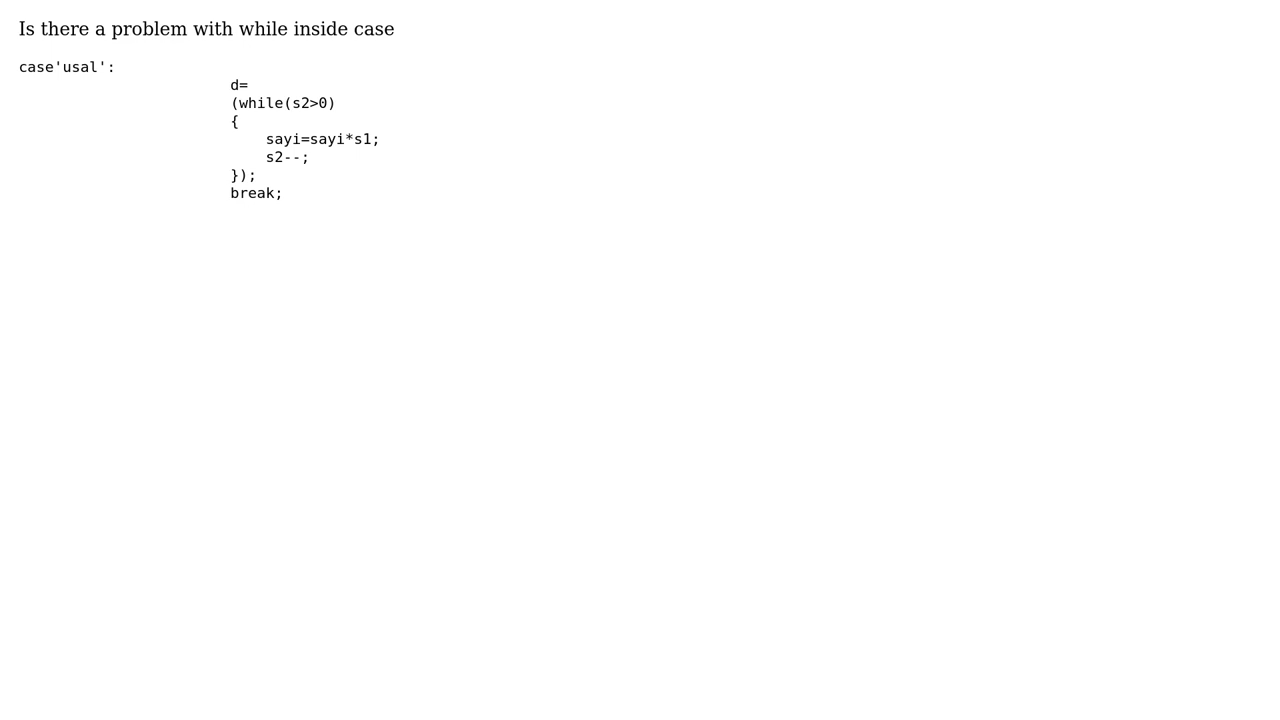 Is there a problem with while inside case
case'usal':
d=
(while(s2>0)
{
sayi=sayi*s1;
s2--;
});
break;